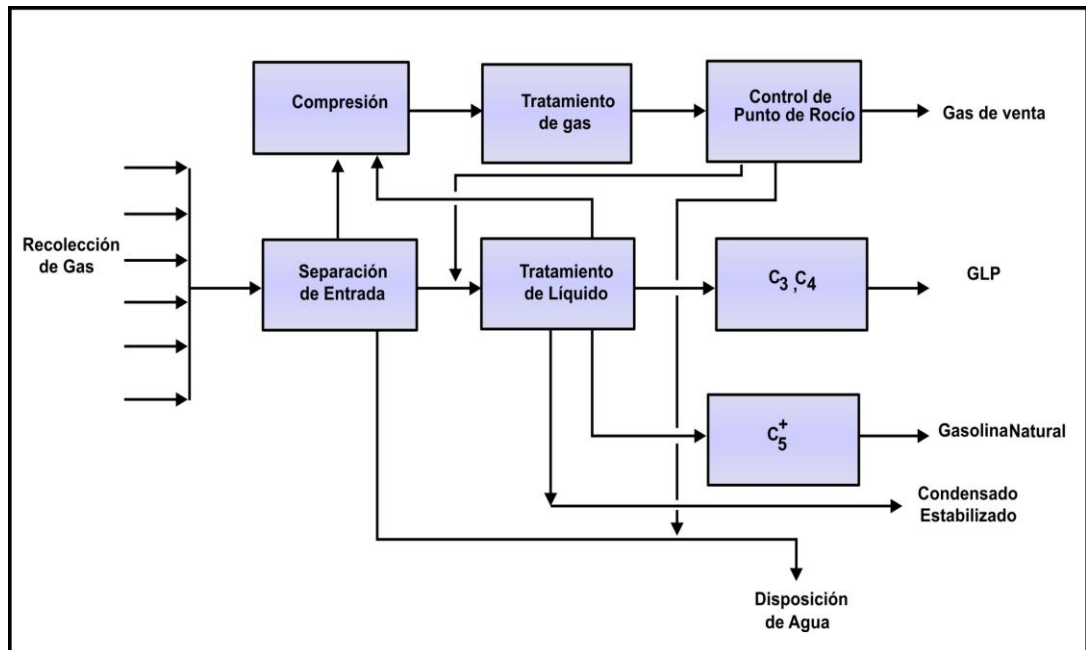 Compresión
Tratamiento
de gas
Control de
Punto de Rocío
Gas de venta
Recolección
de Gas
Separación
de Entrada
Tratamiento
de Líquido
C3 ,C4
GLP
C5+
GasolinaNatural
Condensado
Estabilizado
Disposición
de Agua